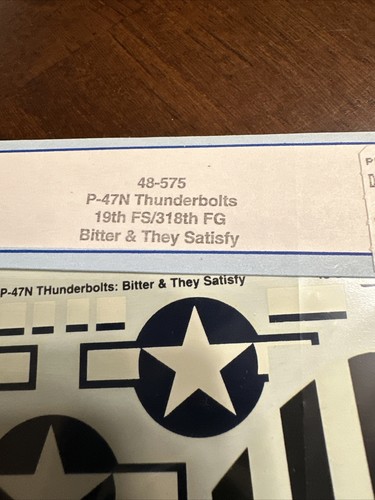 48-575
P-47N Thunderbolts
19th FS/318th FG
Bitter & They Satisfy
P-47N THunderbolts: Bitter & They Satisfy